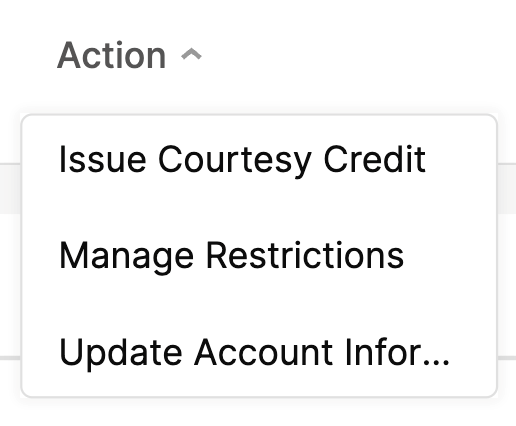 Action
Issue Courtesy Credit
Manage Restrictions
Update Account Infor...